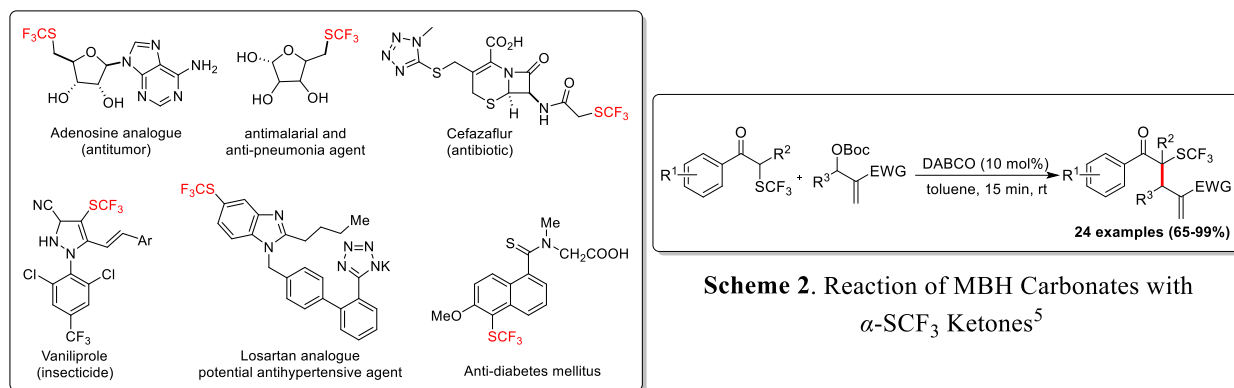 F₃CS
O
N
N
N
N
NH₂
HO
OH
Adenosine analogue
(antitumor)
SCF₃
HO
O
HO
OH
antimalarial and
anti-pneumonia agent
N
N
N
N
S
CO₂H
N
O
S
H
N
H
O
SCF₃
Cefazaflur
(antibiotic)
NC
SCF₃
HN
N
Ar
Cl
Cl
CF₃
Vaniliprole
(insecticide)
F₃CS
N
N
Me
N
N
N
NK
Losartan analogue
potential antihypertensive agent
S
Me
N
CH₂COOH
MeO
SCF₃
Anti-diabetes mellitus
R¹
O
R²
SCF₃
+
OBoc
R³
EWG
DABCO (10 mol%)
toluene, 15 min, rt
R¹
O
R²
SCF₃
R³
EWG
24 examples (65-99%)
Scheme 2. Reaction of MBH Carbonates with
α-SCF₃ Ketones⁵